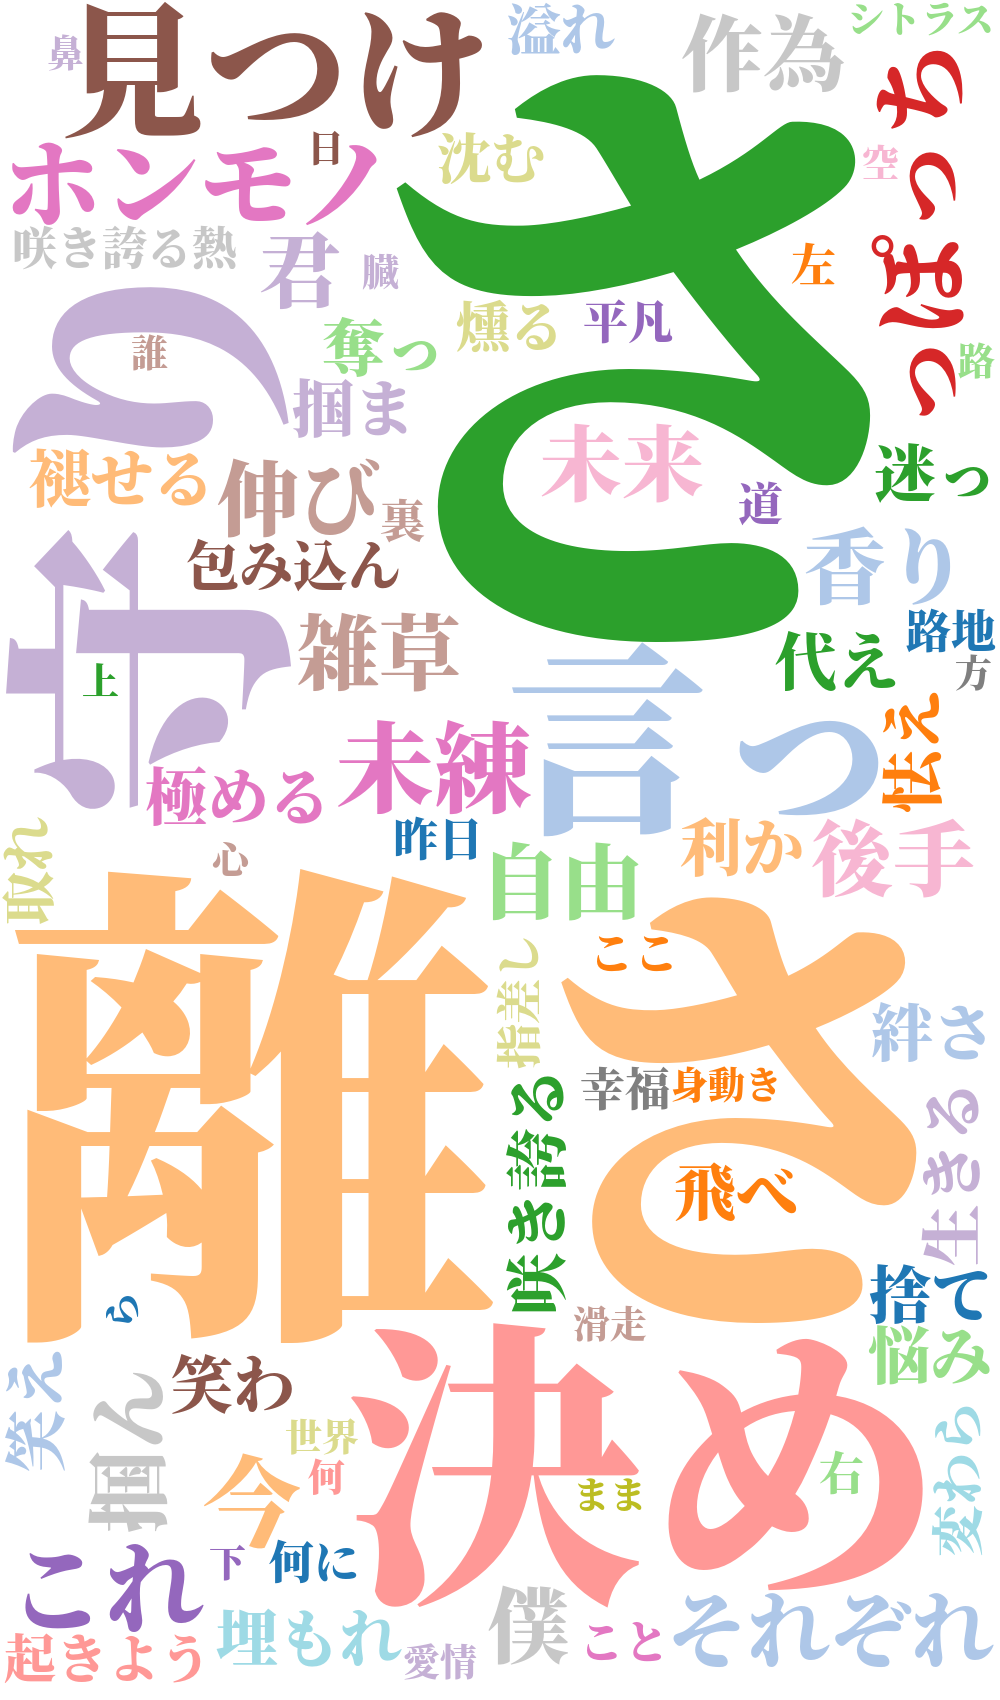 鼻
見つけ
溢れ
作為
シトラス
ちっぽっ
ホンモノ
日
沈む
さ
空
咲き誇る熱
君
臓
左
れ
誰
奪っ
燻る
平凡
路
掴ま
未来
迷っ
褪せる
伸び
裏
道
包み込ん
香り
路地
雑草
代え
方
上
言っ
怯え
極める
未練
昨日
利か
後手
取れ
心
自由
離
さ
ここ
指差し
絆さ
幸福
身動き
咲き誇る
生きる
飛べ
捨て
ら
滑走
悩み
笑え
笑わ
決め
世界
掴ん
今
何
まま
右
変わら
これ
下
何に
僕
こと
それぞれ
起きよう
埋もれ
愛情